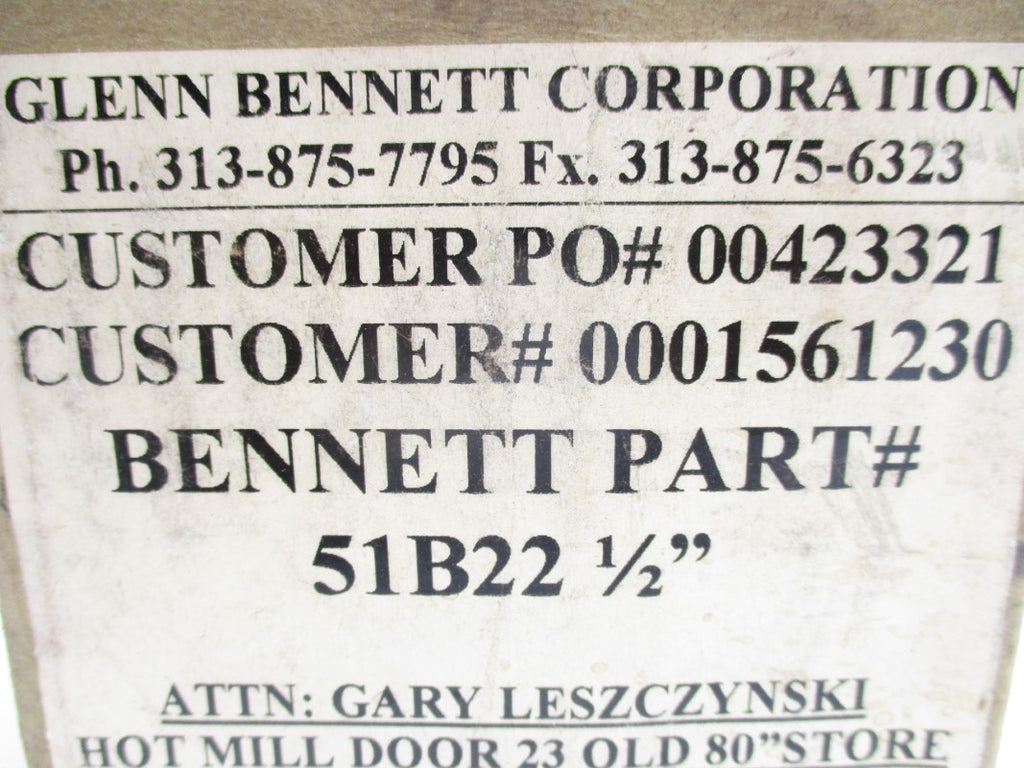 GLENN BENNETT CORPORATION
Ph. 313-875-7795 Fx. 313-875-6323
CUSTOMER PO# 00423321
CUSTOMER# 0001561230
BENNETT PART#
51B22 ½”
ATTN: GARY LESZCZYNSKI
HOT MILL DOOR 23 OLD 80”STORE